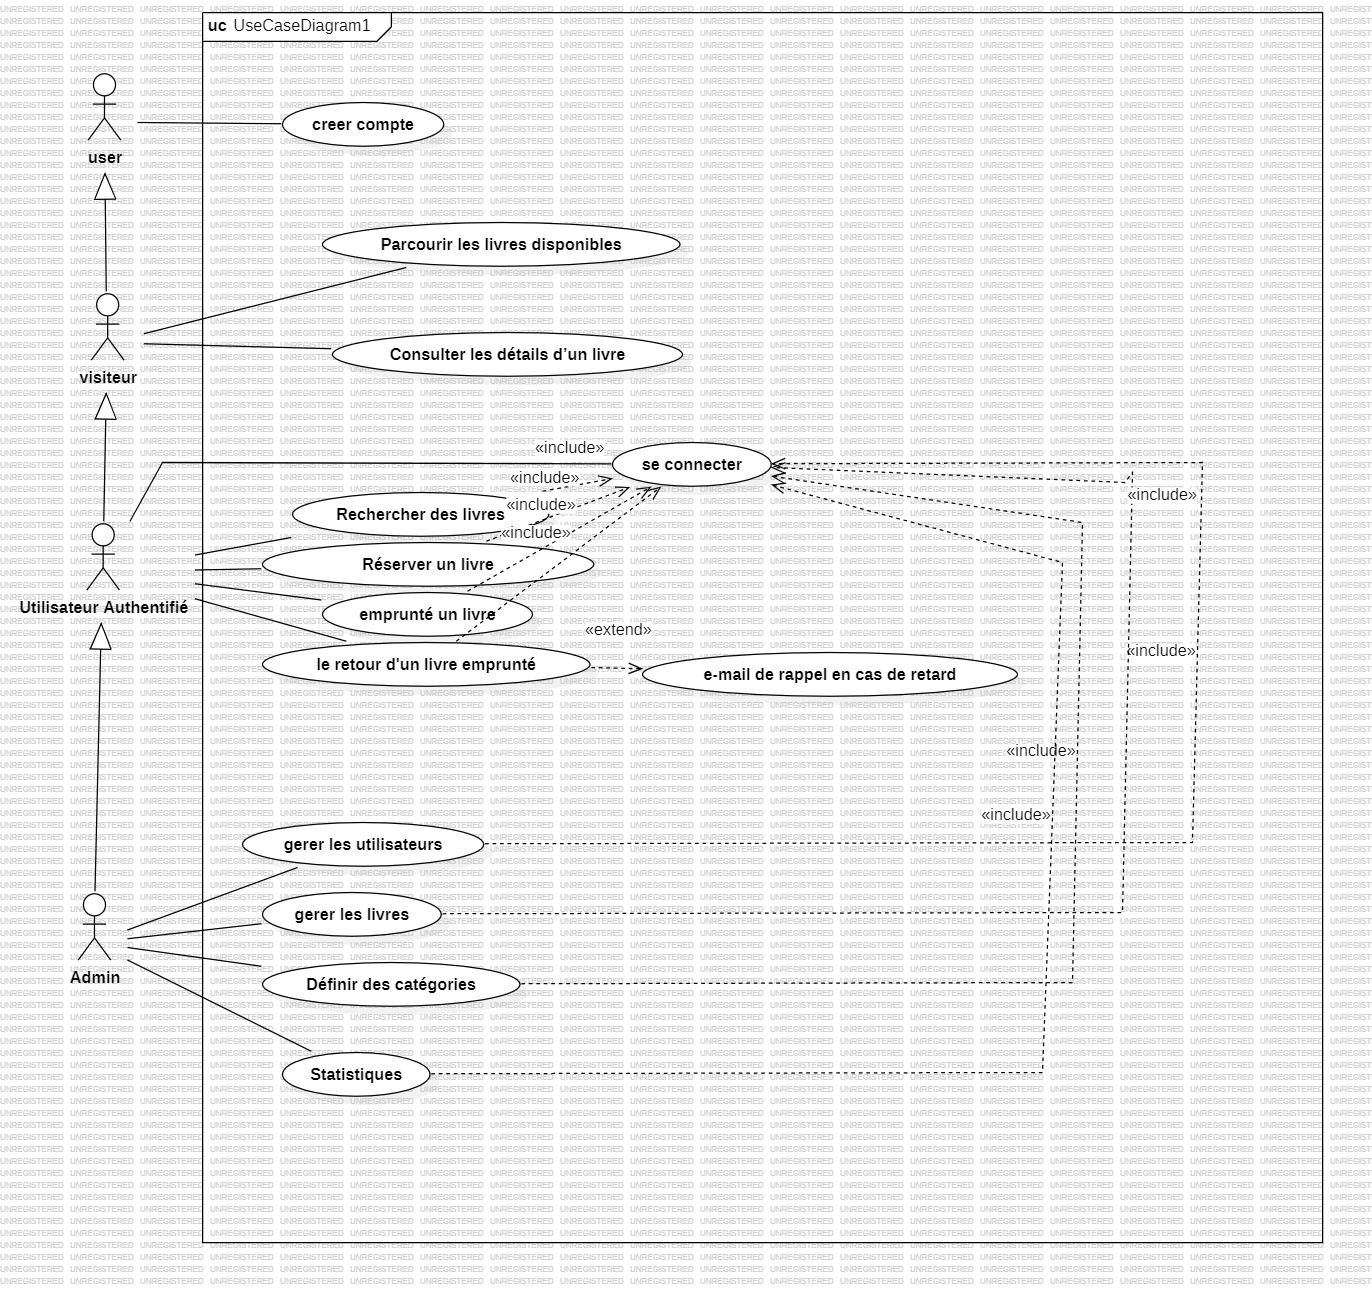 uc UseCaseDiagram1
creer compte
user
Parcourir les livres disponibles
Consulter les détails d’un livre
visiteur
«include»
se connecter
«include»
«include»
Rechercher des livres
«include»
«include»
Réserver un livre
Utilisateur Authentifié
emprunté un livre
«extend»
le retour d’un livre emprunté
e-mail de rappel en cas de retard
«include»
«include»
«include»
gerer les utilisateurs
gerer les livres
Admin
Définir des catégories
Statistiques
UNREGISTERED